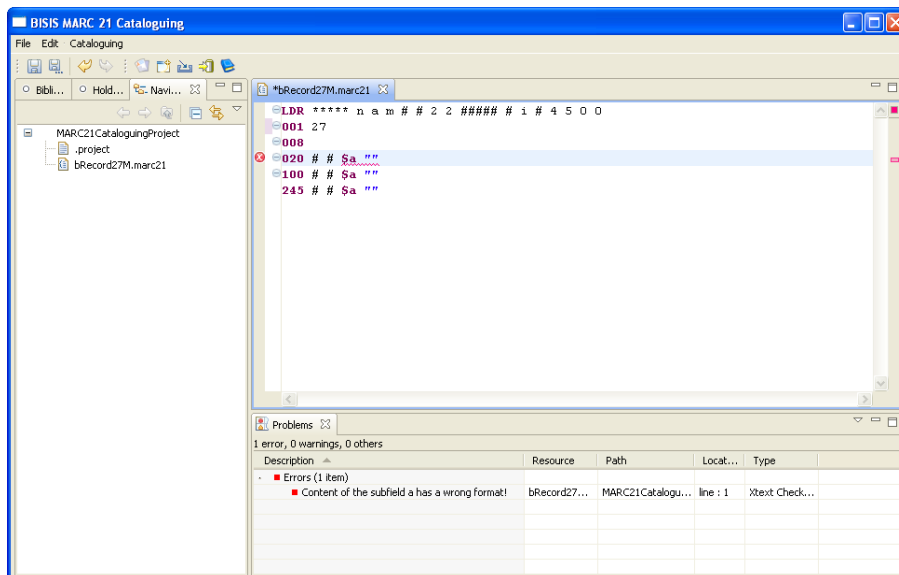 BISIS MARC 21 Cataloguing
File Edit Cataloguing
Bibli... Hold... Navi...
MARC21CataloguingProject
.project
bRecord27M.marc21
*bRecord27M.marc21
LDR ***** n a m # # 2 2 ##### # i # 4 5 0 0
001 27
008
020 # # $a ""
100 # # $a ""
245 # # $a ""
Problems
1 error, 0 warnings, 0 others
Description Resource Path Locat... Type
Errors (1 item)
Content of the subfield a has a wrong format! bRecord27... MARC21Catalogu... line : 1 Xtext Check...